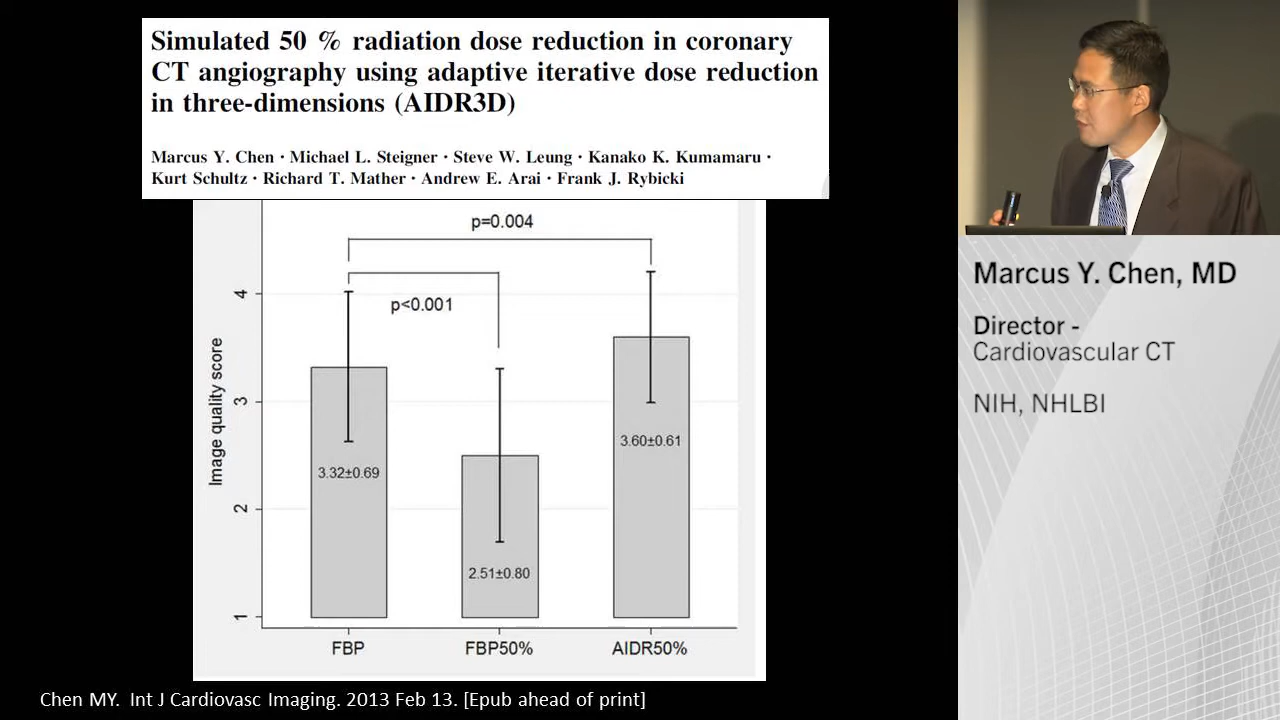 Simulated 50 % radiation dose reduction in coronary
CT angiography using adaptive iterative dose reduction
in three-dimensions (AIDR3D)
Marcus Y. Chen · Michael L. Steigner · Steve W. Leung · Kanako K. Kumamaru ·
Kurt Schultz · Richard T. Mather · Andrew E. Arai · Frank J. Rybicki
p=0.004
p<0.001
Image quality score
4
3
2
1
3.32±0.69
2.51±0.80
3.60±0.61
FBP
FBP50%
AIDR50%
Chen MY.  Int J Cardiovasc Imaging. 2013 Feb 13. [Epub ahead of print]
Marcus Y. Chen, MD
Director -
Cardiovascular CT
NIH, NHLBI